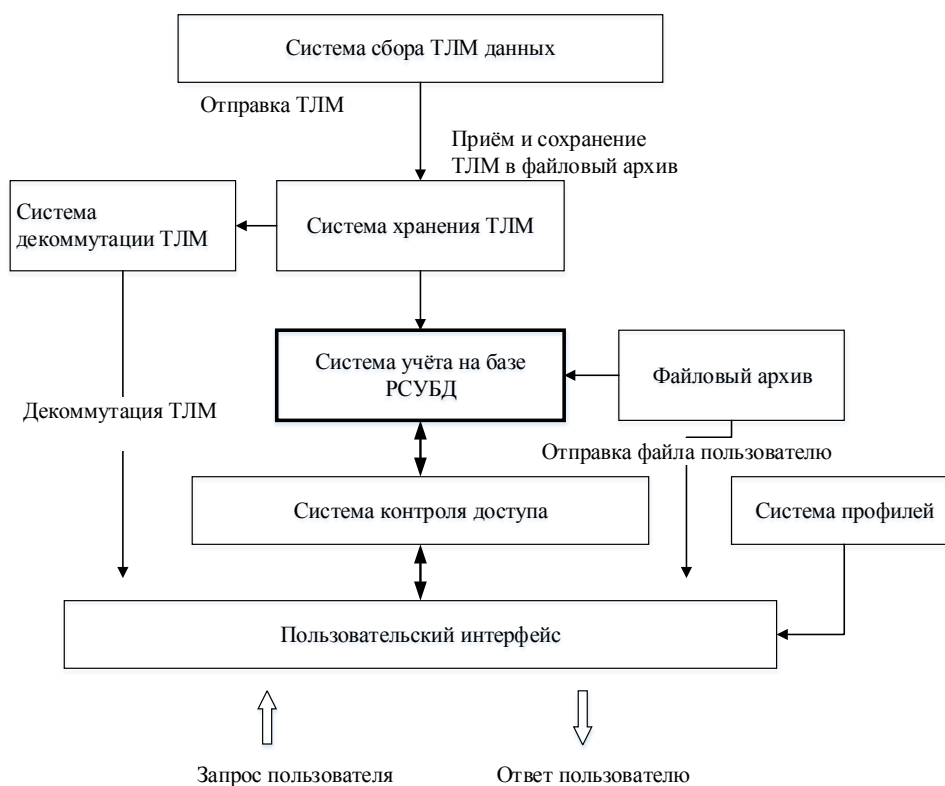 Система сбора ТЛМ данных
Отправка ТЛМ
Приём и сохранение
ТЛМ в файловый архив
Система
декоммутации ТЛМ
Система хранения ТЛМ
Система учёта на базе
РСУБД
Файловый архив
Декоммутация ТЛМ
Отправка файла пользователю
Система контроля доступа
Система профилей
Пользовательский интерфейс
Запрос пользователя
Ответ пользователю